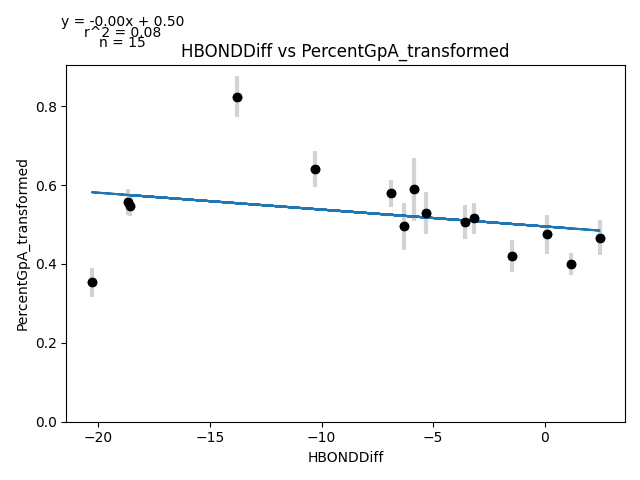 y = -0.00x + 0.50
r^2 = 0.08
n = 15
HBONDDiff vs PercentGpA_transformed
PercentGpA_transformed
0.8
0.6
0.4
0.2
0.0
−20
−15
−10
−5
0
HBONDDiff